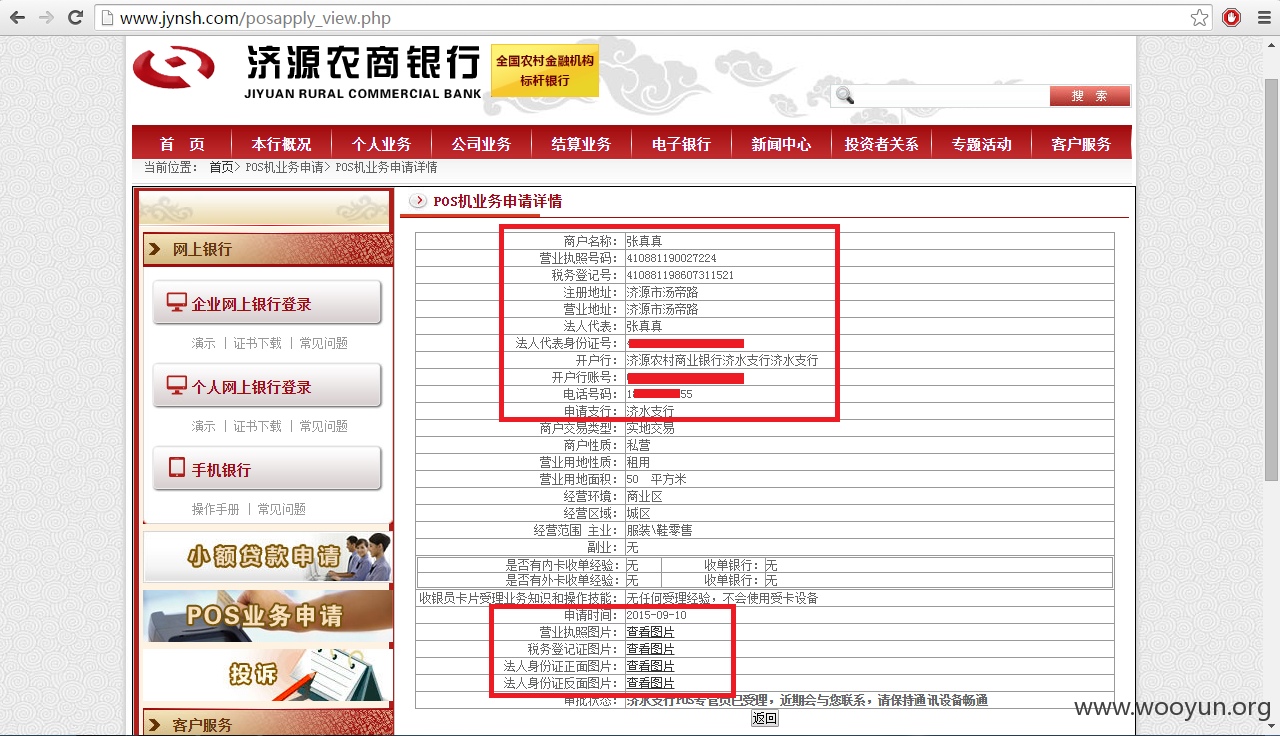 www.jynsh.com/posapply_view.php
济源农商银行
JIYUAN RURAL COMMERCIAL BANK
全国农村金融机构
标杆银行
搜 索
首 页 本行概况 个人业务 公司业务 结算业务 电子银行 新闻中心 投资者关系 专题活动 客户服务
当前位置: 首页> POS机业务申请> POS机业务申请详情
网上银行
企业网上银行登录
演示 | 证书下载 | 常见问题
个人网上银行登录
演示 | 证书下载 | 常见问题
手机银行
操作手册 | 常见问题
小额贷款申请
POS业务申请
投诉
客户服务
POS机业务申请详情
商户名称: 张真真
营业执照号码: 410881190027224
税务登记号: 410881198607311521
注册地址: 济源市汤帝路
营业地址: 济源市汤帝路
法人代表: 张真真
法人代表身份证号:
开户行: 济源农村商业银行济水支行济水支行
开户行账号:
电话号码: 1 55
申请支行: 济水支行
商户交易类型: 实地交易
商户性质: 私营
营业用地性质: 租用
营业用地面积: 50 平方米
经营环境: 商业区
经营区域: 城区
经营范围 主业: 服装\鞋零售
副业: 无
是否有内卡收单经验: 无 收单银行: 无
是否有外卡收单经验: 无 收单银行: 无
收银员卡片受理业务知识和操作技能: 无任何受理经验，不会使用受卡设备
申请时间: 2015-09-10
营业执照图片: 查看图片
税务登记证图片: 查看图片
法人身份证正面图片: 查看图片
法人身份证反面图片: 查看图片
审批状态: 济水支行POS专管员已受理，近期会与您联系，请保持通讯设备畅通
返回
www.wooyun.org